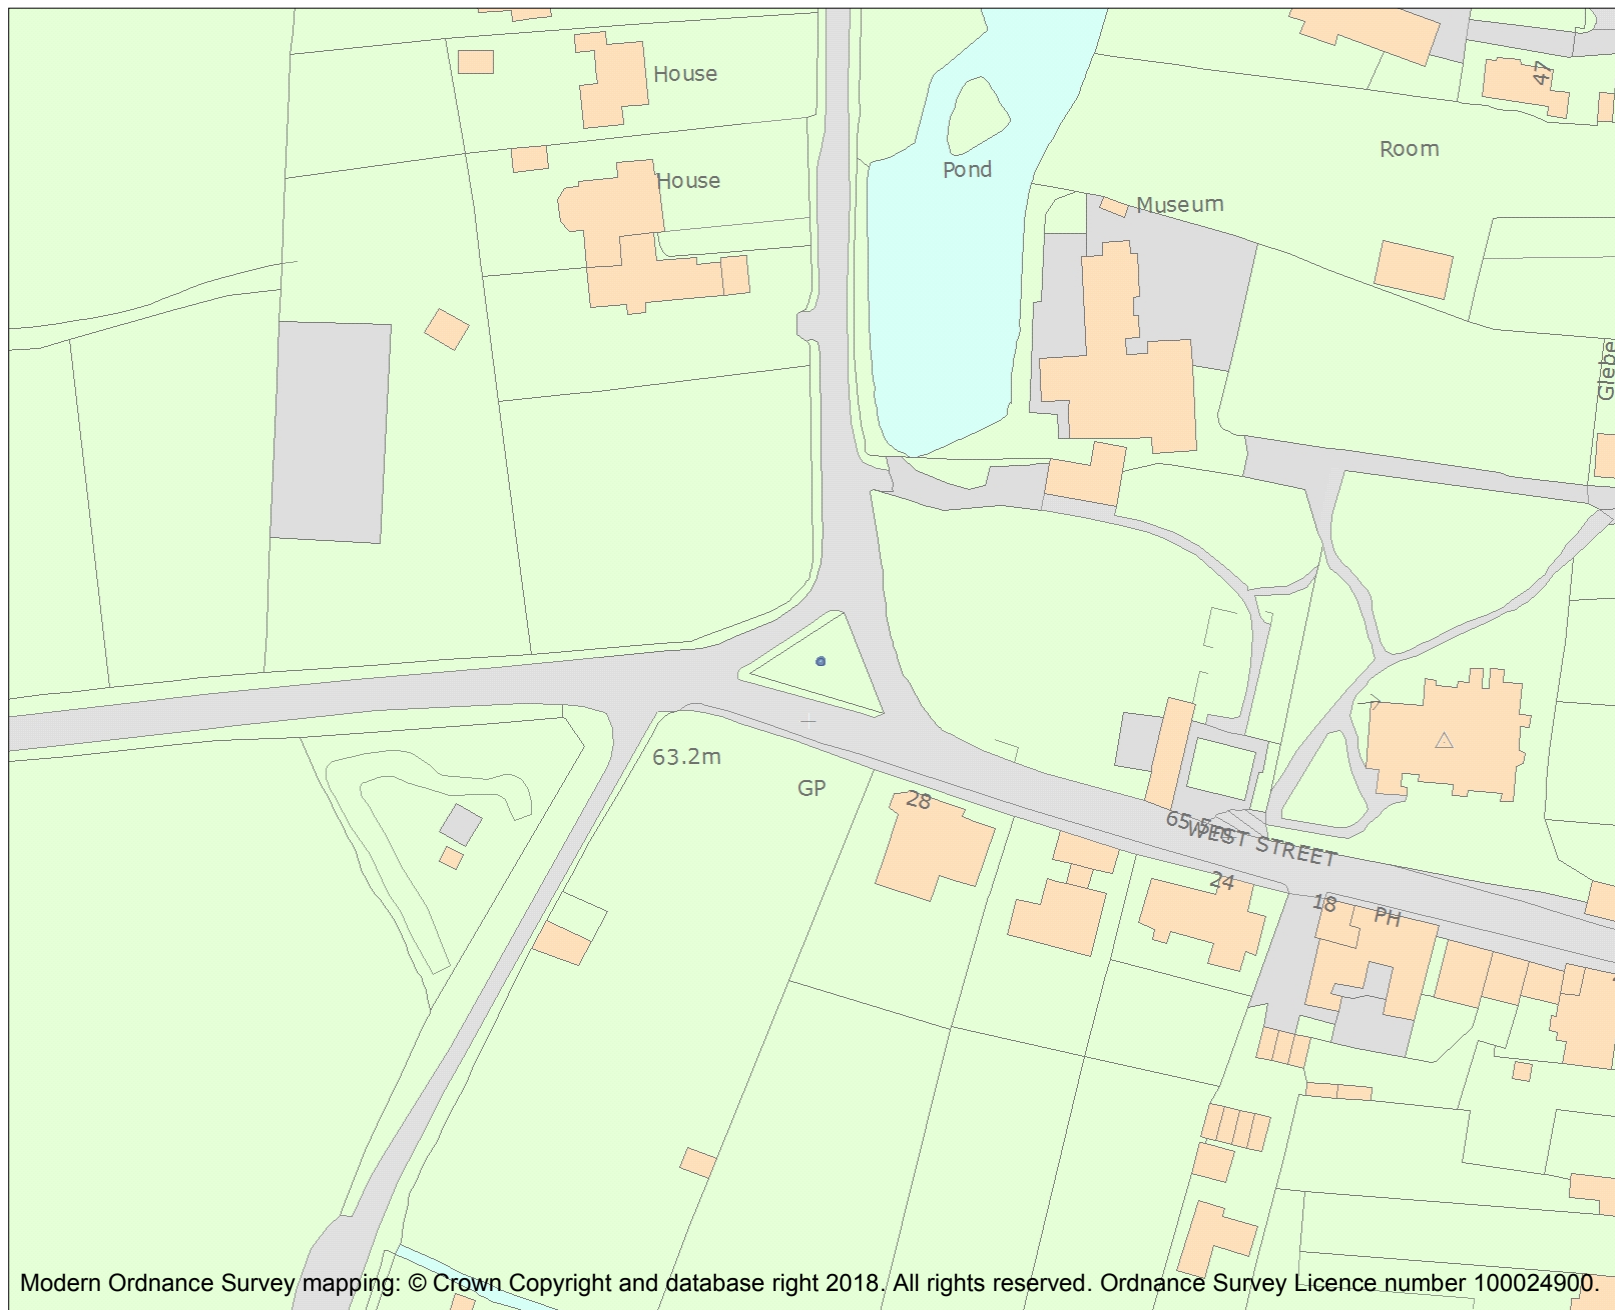 House
47
Room
Pond
House
Museum
Glebe
63.2m
GP
28
65.5m
WEST STREET
24
18
PH
Modern Ordnance Survey mapping: © Crown Copyright and database right 2018. All rights reserved. Ordnance Survey Licence number 100024900.